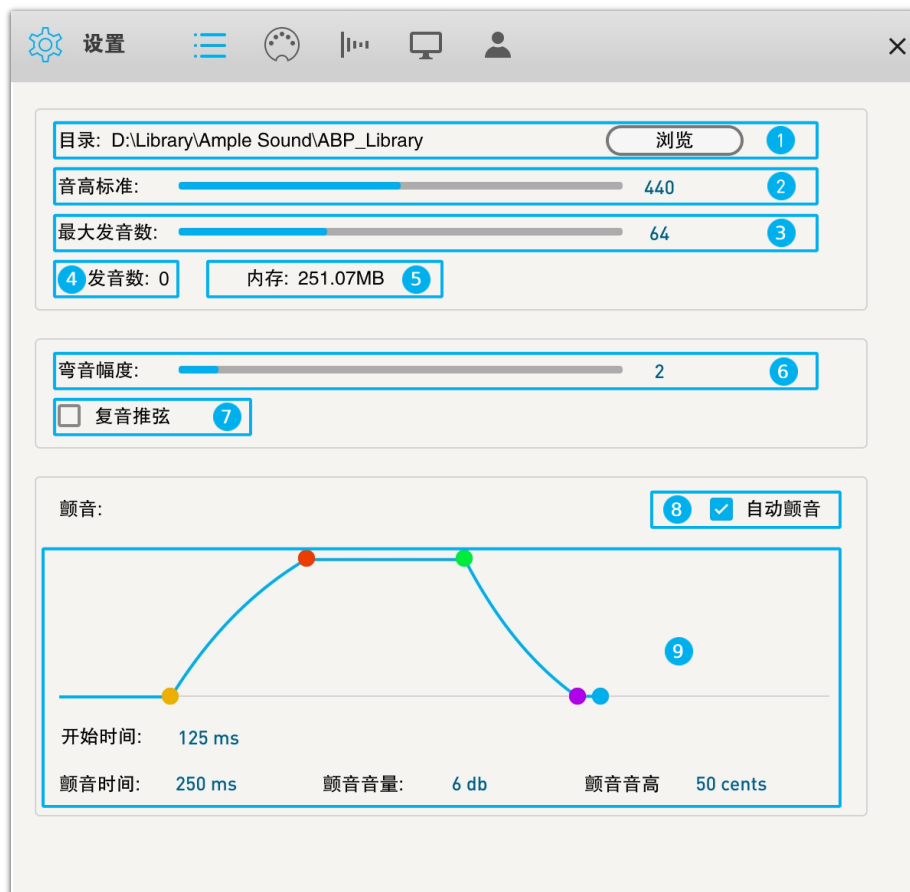 设置
目录: D:\Library\Ample Sound\ABP_Library 浏览 1
音高标准: 440 2
最大发音数: 64 3
4 发音数: 0 内存: 251.07MB 5
弯音幅度: 2 6
复音推弦 7
颤音: 8 自动颤音
9
开始时间: 125 ms
颤音时间: 250 ms 颤音音量: 6 db 颤音音高 50 cents